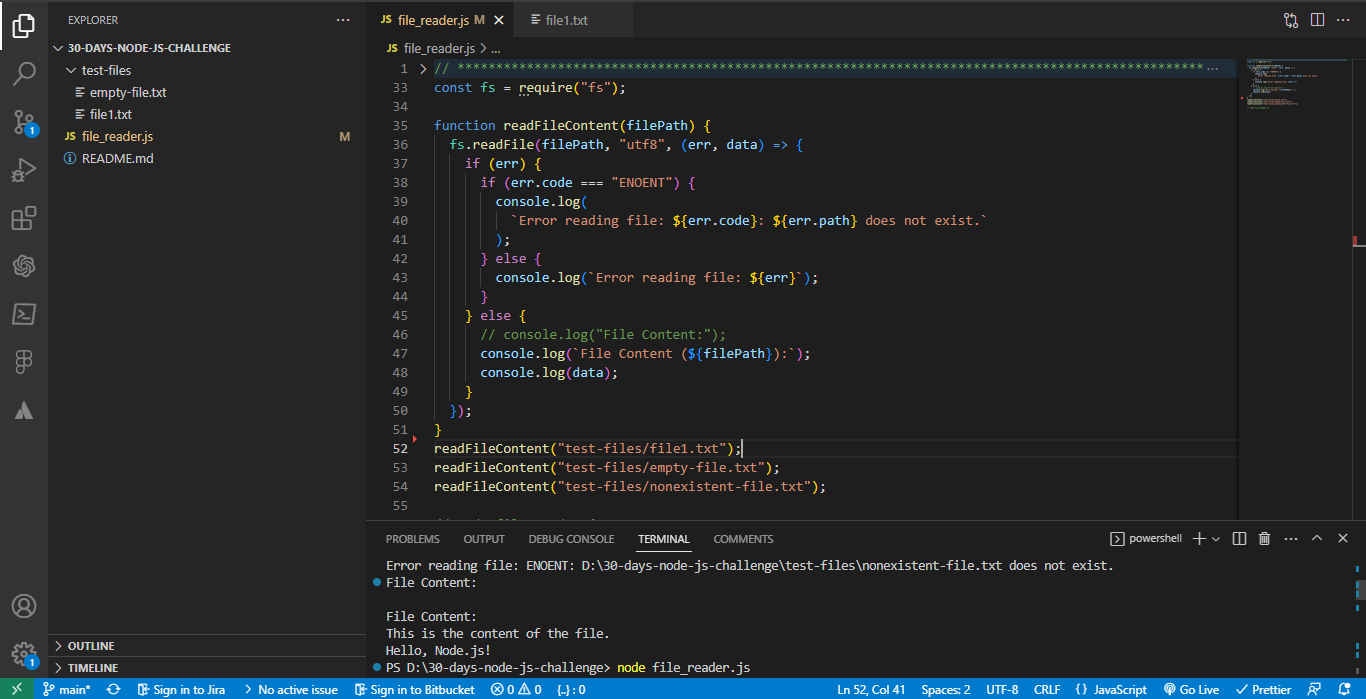 EXPLORER
30-DAYS-NODE-JS-CHALLENGE
test-files
empty-file.txt
file1.txt
JS file_reader.js M
README.md
1
1
OUTLINE
TIMELINE
JS file_reader.js M
file1.txt
JS file_reader.js > ...
1 // *************************************************************************************************** ...
33 const fs = require("fs");
34
35 function readFileContent(filePath) {
36 fs.readFile(filePath, "utf8", (err, data) => {
37 if (err) {
38 if (err.code === "ENOENT") {
39 console.log(
40 `Error reading file: ${err.code}: ${err.path} does not exist.`
41 );
42 } else {
43 console.log(`Error reading file: ${err}`);
44 }
45 } else {
46 // console.log("File Content:");
47 console.log(`File Content (${filePath}):`);
48 console.log(data);
49 }
50 });
51 }
52 readFileContent("test-files/file1.txt");
53 readFileContent("test-files/empty-file.txt");
54 readFileContent("test-files/nonexistent-file.txt");
55
PROBLEMS OUTPUT DEBUG CONSOLE TERMINAL COMMENTS
powershell
Error reading file: ENOENT: D:\30-days-node-js-challenge\test-files\nonexistent-file.txt does not exist.
File Content:
File Content:
This is the content of the file.
Hello, Node.js!
PS D:\30-days-node-js-challenge> node file_reader.js
main* Sign in to Jira No active issue Sign in to Bitbucket 0 0 {..} : 0 Ln 52, Col 41 Spaces: 2 UTF-8 CRLF {} JavaScript Go Live Prettier